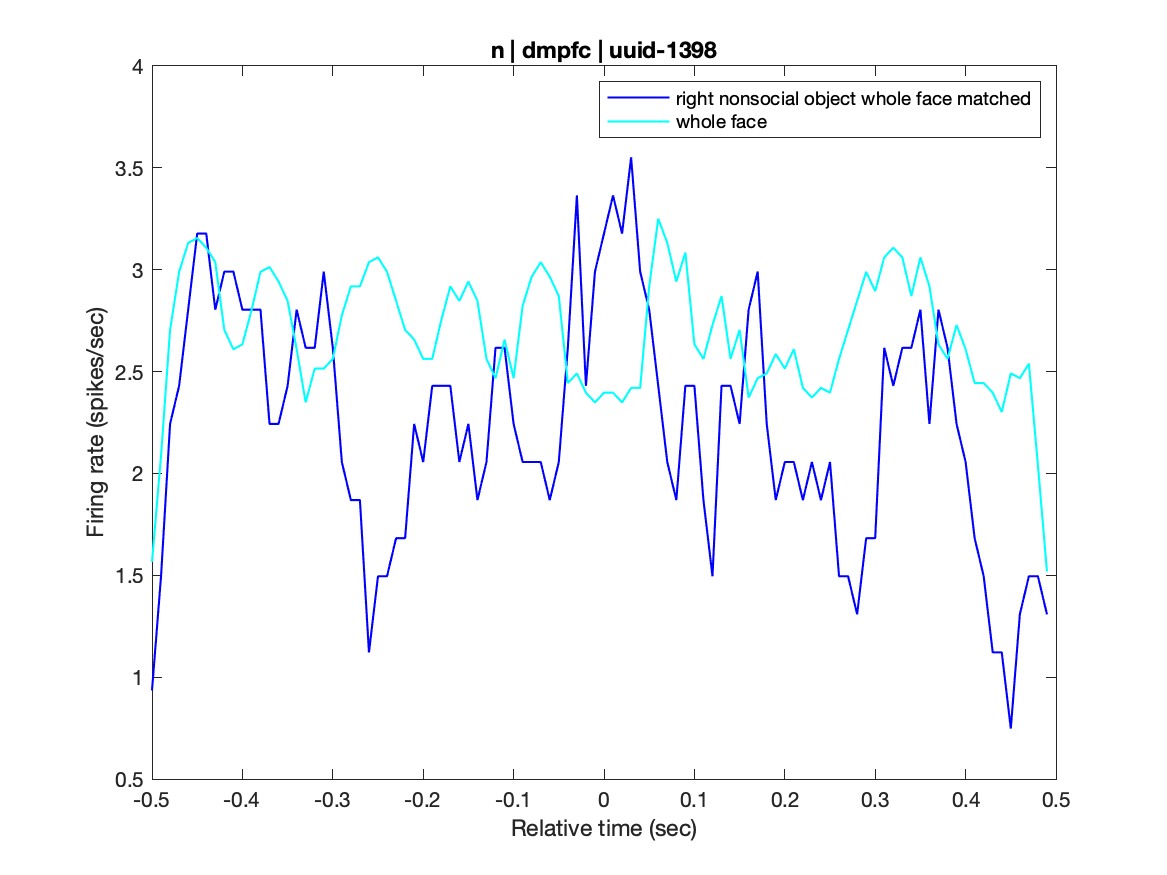 n | dmpfc | uuid-1398
right nonsocial object whole face matched
whole face
4
3.5
3
2.5
2
1.5
1
0.5
Firing rate (spikes/sec)
-0.5 -0.4 -0.3 -0.2 -0.1 0 0.1 0.2 0.3 0.4 0.5
Relative time (sec)